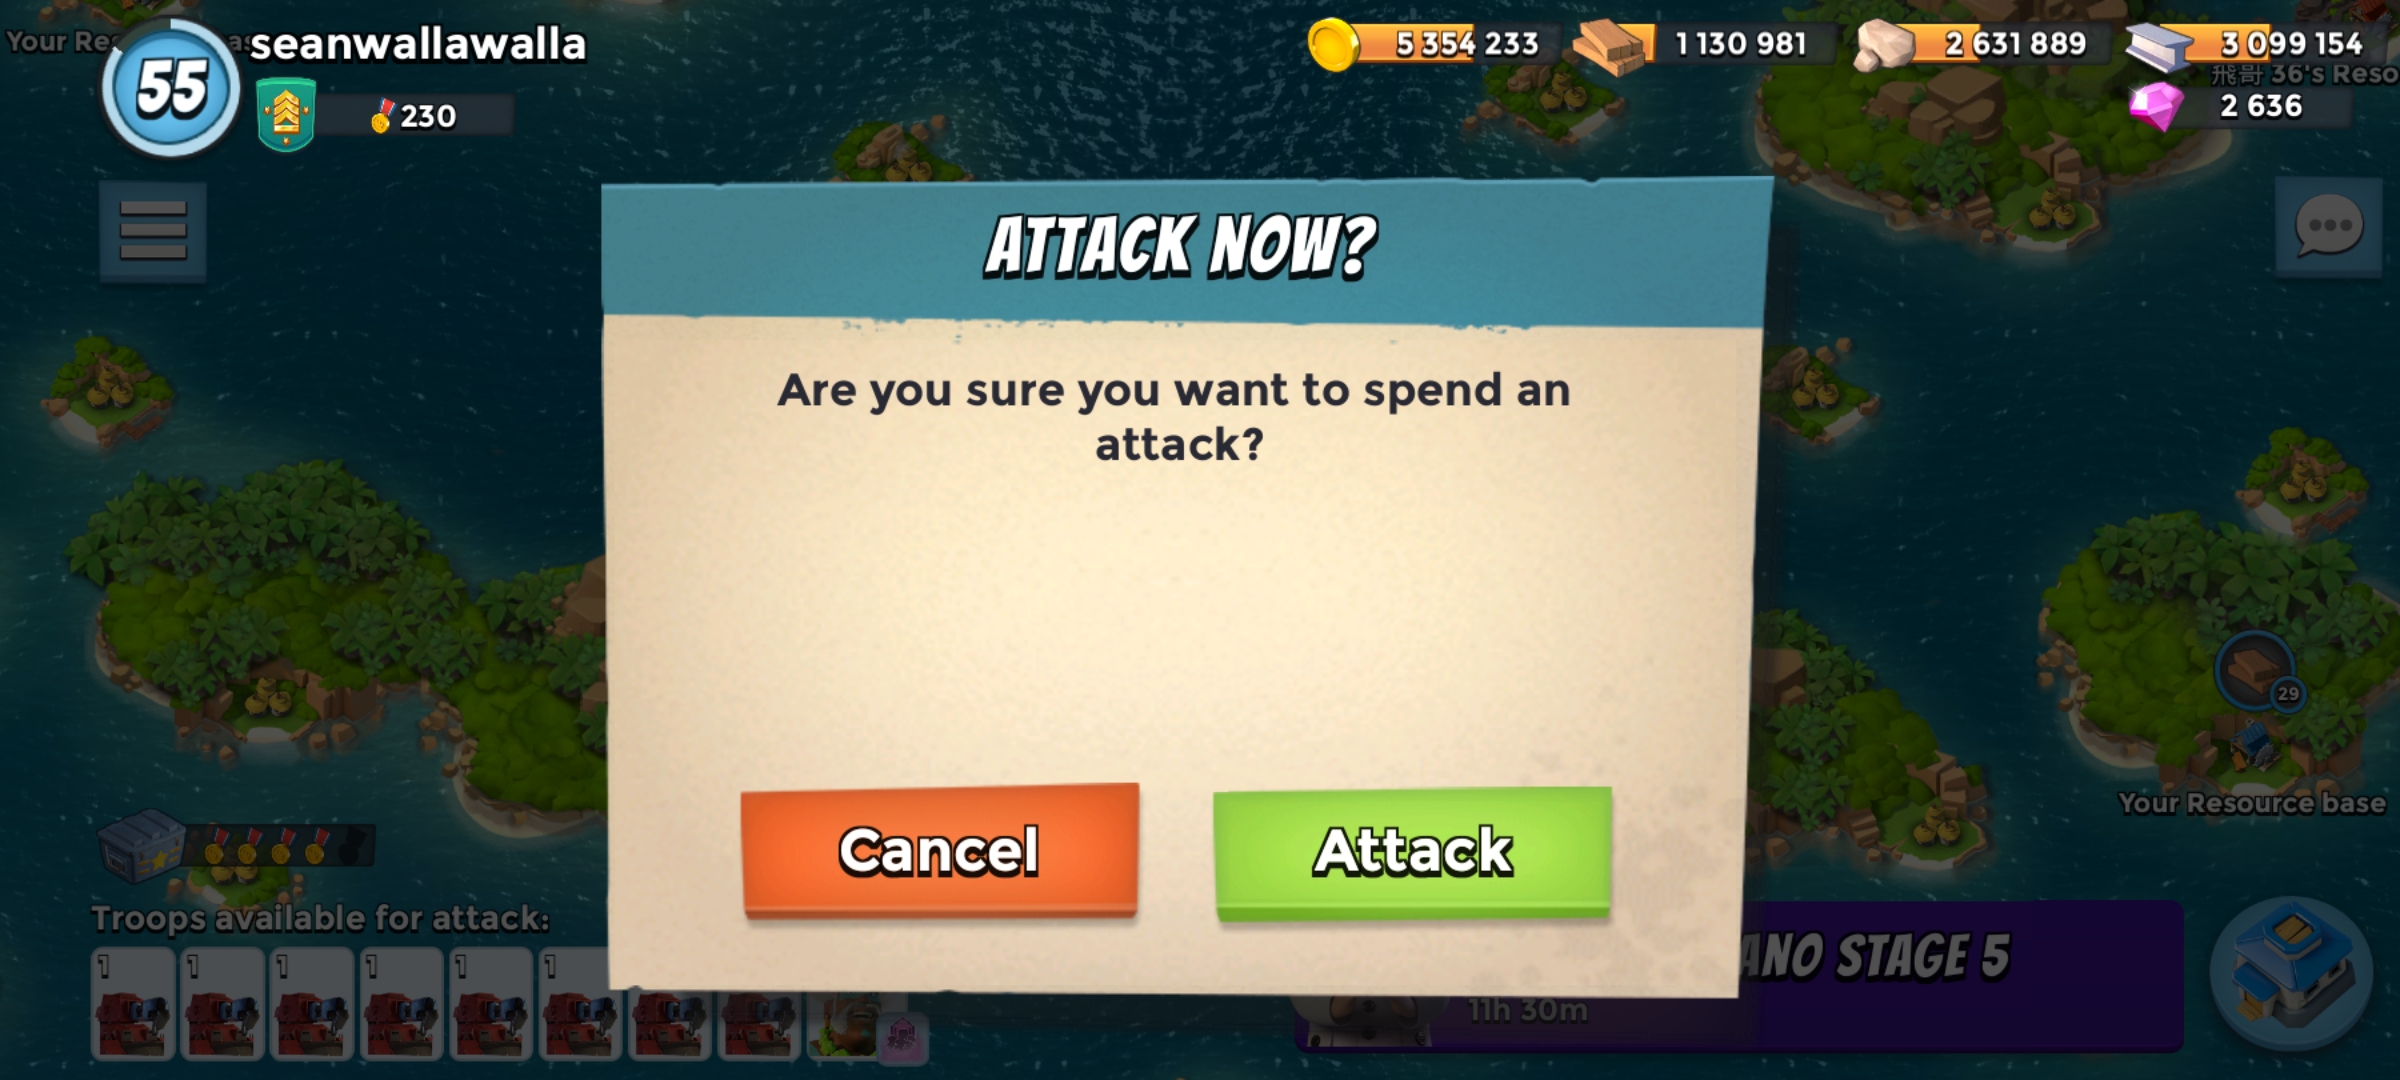 Your Re
as
seanwallawalla
55
230
5 354 233
1 130 981
2 631 889
3 099 154
飛哥 36's Reso
2 636
ATTACK NOW?
Are you sure you want to spend an
attack?
Cancel
Attack
29
Your Resource base
Troops available for attack:
1
1
1
1
1
1
ANO STAGE 5
11h 30m